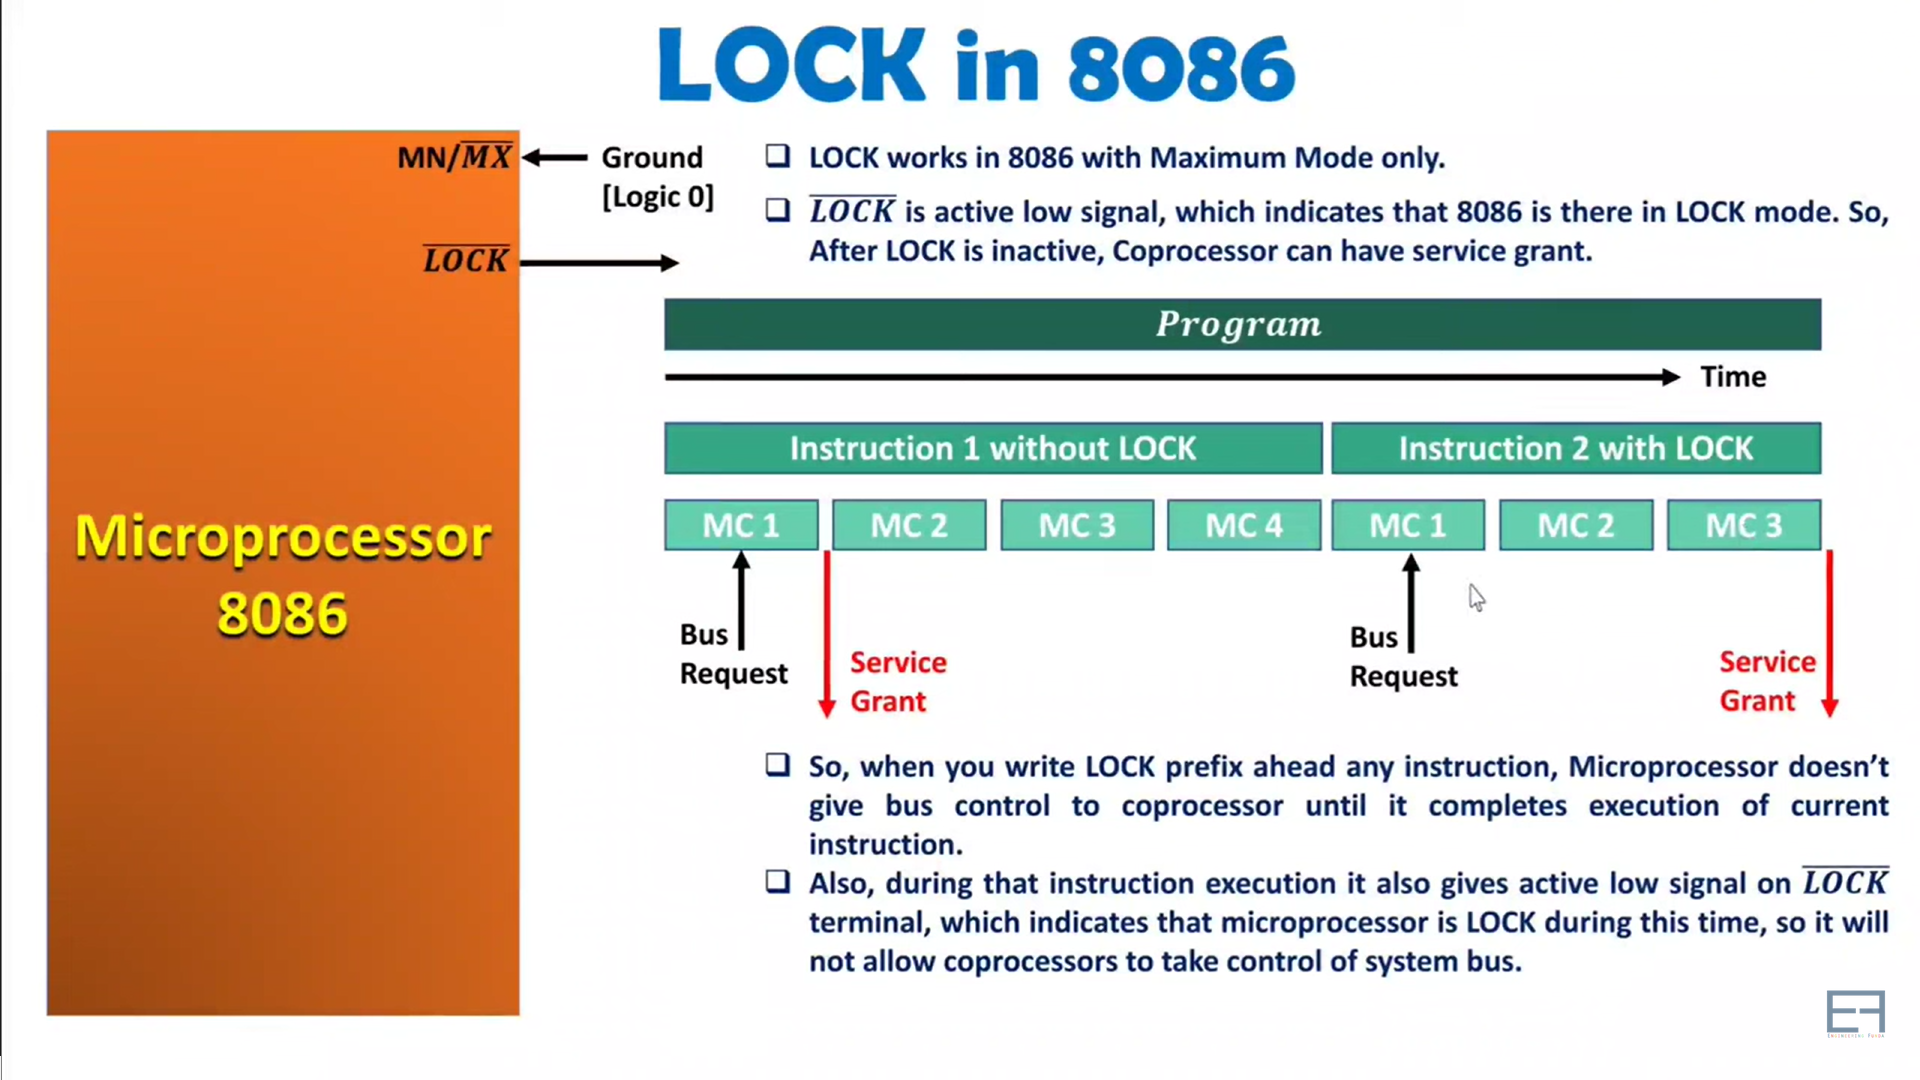 LOCK in 8086
MN/M̅X̅
Ground
[Logic 0]
L̅O̅C̅K̅
Microprocessor
8086
❑ LOCK works in 8086 with Maximum Mode only.
❑ L̅O̅C̅K̅ is active low signal, which indicates that 8086 is there in LOCK mode. So,
After LOCK is inactive, Coprocessor can have service grant.
Program
Time
Instruction 1 without LOCK
Instruction 2 with LOCK
MC 1
MC 2
MC 3
MC 4
MC 1
MC 2
MC 3
Bus
Request
Service
Grant
Bus
Request
Service
Grant
❑ So, when you write LOCK prefix ahead any instruction, Microprocessor doesn’t
give bus control to coprocessor until it completes execution of current
instruction.
❑ Also, during that instruction execution it also gives active low signal on L̅O̅C̅K̅
terminal, which indicates that microprocessor is LOCK during this time, so it will
not allow coprocessors to take control of system bus.
EF